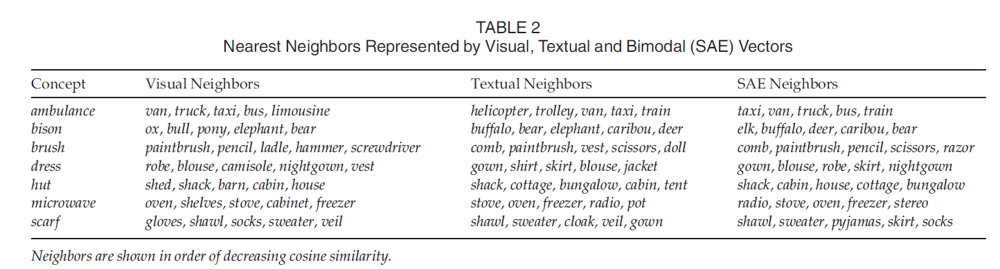 TABLE 2
Nearest Neighbors Represented by Visual, Textual and Bimodal (SAE) Vectors
Concept Visual Neighbors Textual Neighbors SAE Neighbors
ambulance van, truck, taxi, bus, limousine helicopter, trolley, van, taxi, train taxi, van, truck, bus, train
bison ox, bull, pony, elephant, bear buffalo, bear, elephant, caribou, deer elk, buffalo, deer, caribou, bear
brush paintbrush, pencil, ladle, hammer, screwdriver comb, paintbrush, vest, scissors, doll comb, paintbrush, pencil, scissors, razor
dress robe, blouse, camisole, nightgown, vest gown, shirt, skirt, blouse, jacket gown, blouse, robe, skirt, nightgown
hut shed, shack, barn, cabin, house shack, cottage, bungalow, cabin, tent shack, cabin, house, cottage, bungalow
microwave oven, shelves, stove, cabinet, freezer stove, oven, freezer, radio, pot radio, stove, oven, freezer, stereo
scarf gloves, shawl, socks, sweater, veil shawl, sweater, cloak, veil, gown shawl, sweater, pyjamas, skirt, socks
Neighbors are shown in order of decreasing cosine similarity.